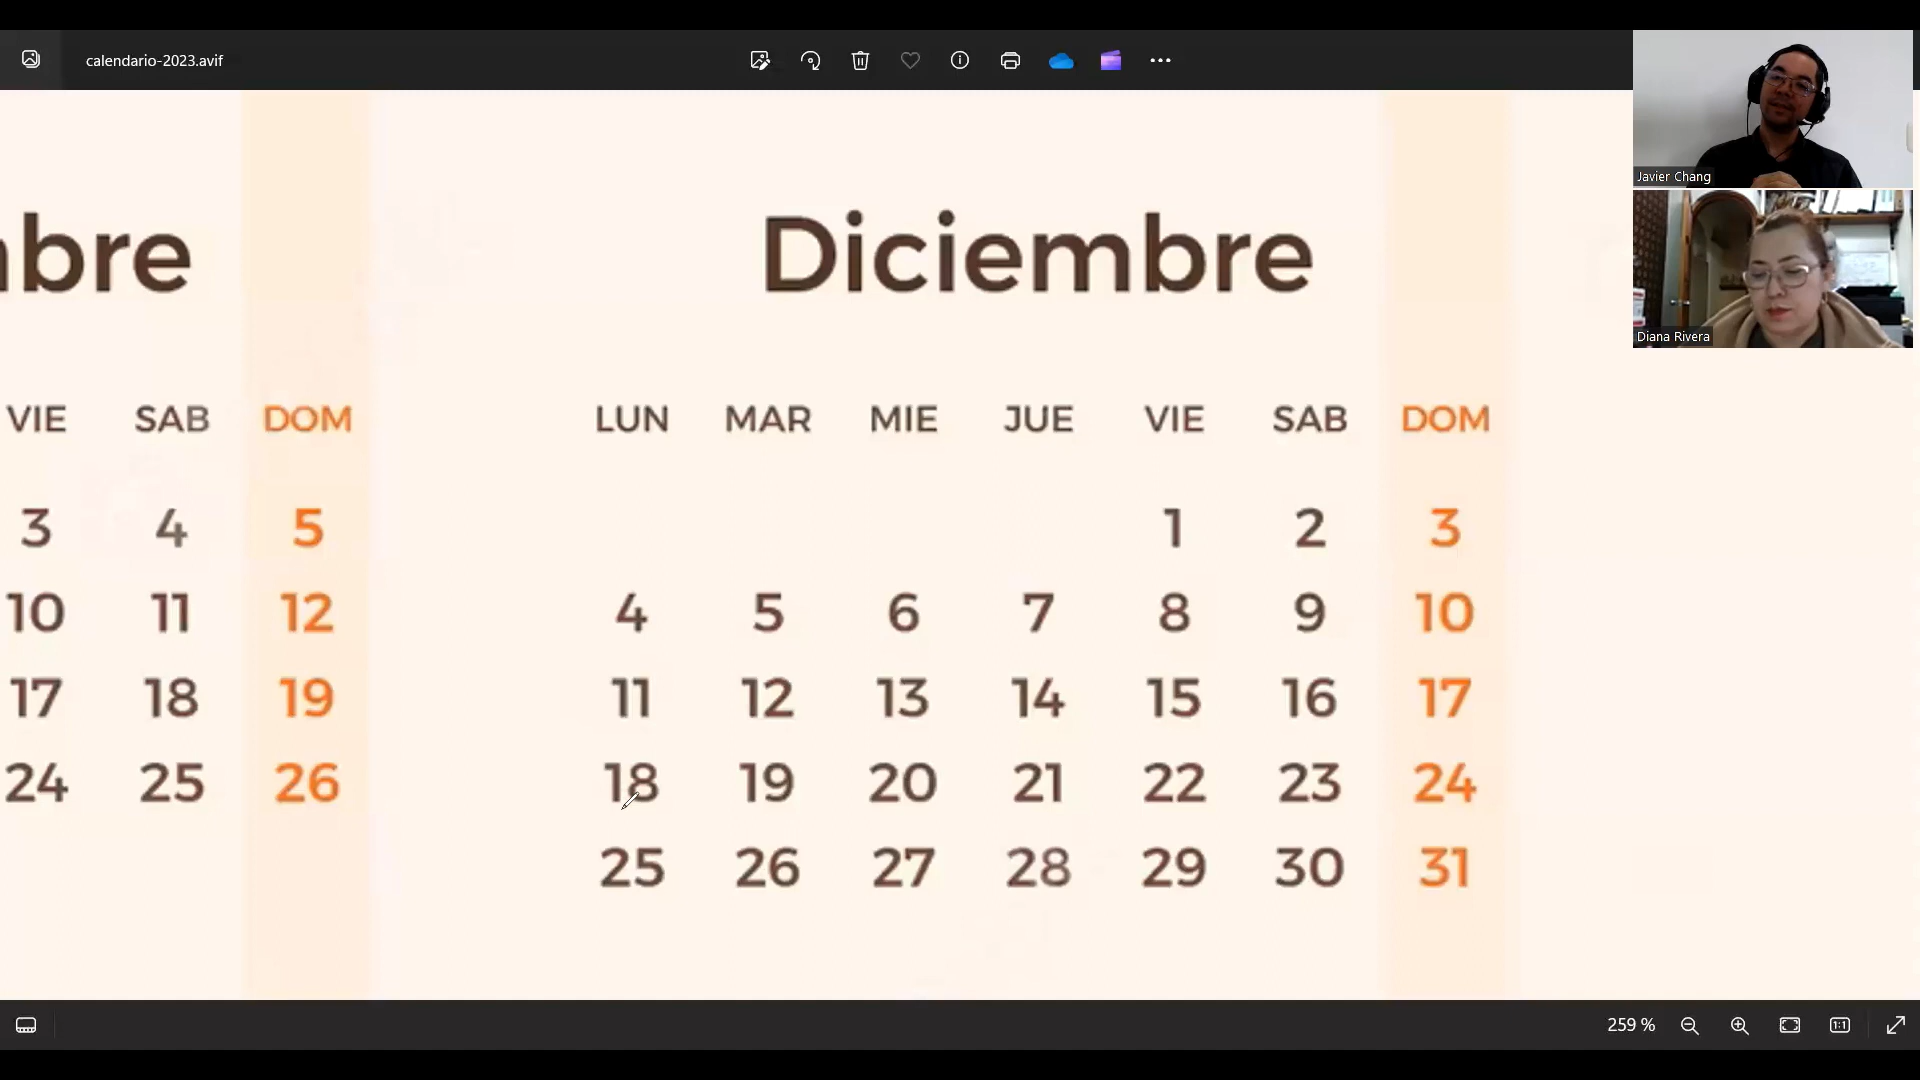 calendario-2023.avif
Javier Chang
Diana Rivera
bre
VIE SAB DOM
3 4 5
10 11 12
17 18 19
24 25 26
Diciembre
LUN MAR MIE JUE VIE SAB DOM
1 2 3
4 5 6 7 8 9 10
11 12 13 14 15 16 17
18 19 20 21 22 23 24
25 26 27 28 29 30 31
259 %
1:1